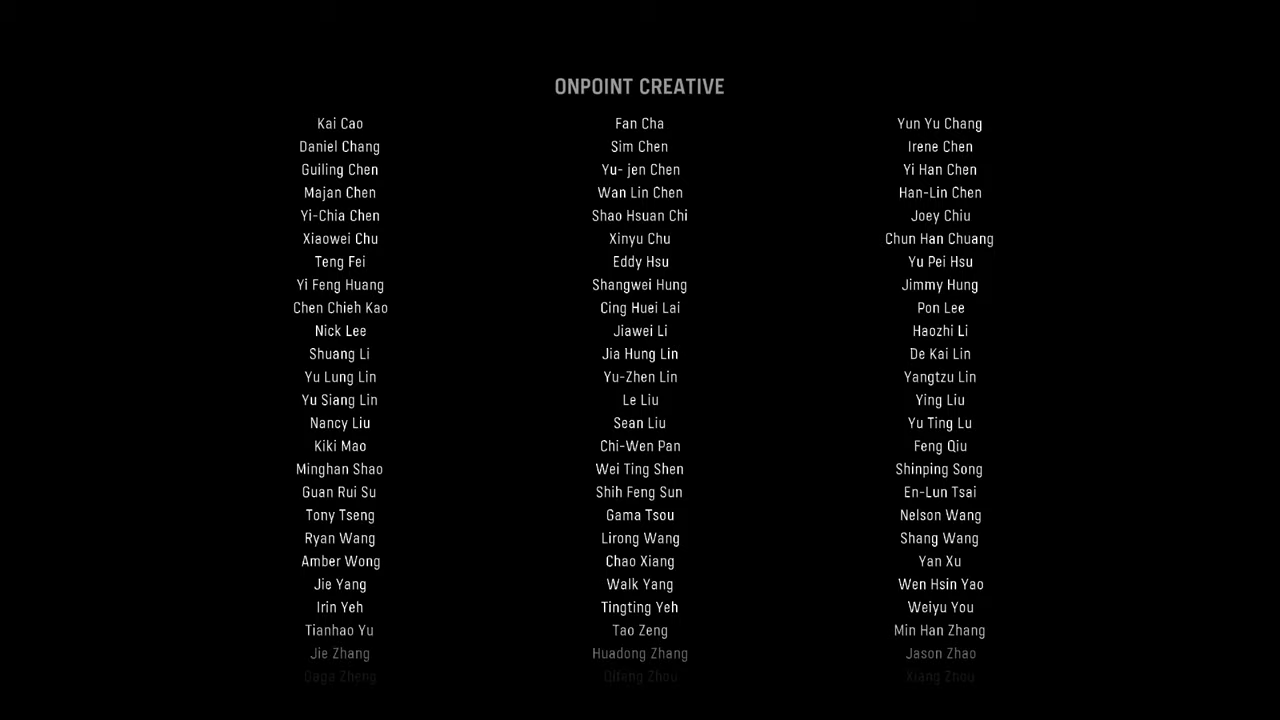 ONPOINT CREATIVE
Kai Cao Fan Cha Yun Yu Chang
Daniel Chang Sim Chen Irene Chen
Guiling Chen Yu- jen Chen Yi Han Chen
Majan Chen Wan Lin Chen Han-Lin Chen
Yi-Chia Chen Shao Hsuan Chi Joey Chiu
Xiaowei Chu Xinyu Chu Chun Han Chuang
Teng Fei Eddy Hsu Yu Pei Hsu
Yi Feng Huang Shangwei Hung Jimmy Hung
Chen Chieh Kao Cing Huei Lai Pon Lee
Nick Lee Jiawei Li Haozhi Li
Shuang Li Jia Hung Lin De Kai Lin
Yu Lung Lin Yu-Zhen Lin Yangtzu Lin
Yu Siang Lin Le Liu Ying Liu
Nancy Liu Sean Liu Yu Ting Lu
Kiki Mao Chi-Wen Pan Feng Qiu
Minghan Shao Wei Ting Shen Shinping Song
Guan Rui Su Shih Feng Sun En-Lun Tsai
Tony Tseng Gama Tsou Nelson Wang
Ryan Wang Lirong Wang Shang Wang
Amber Wong Chao Xiang Yan Xu
Jie Yang Walk Yang Wen Hsin Yao
Irin Yeh Tingting Yeh Weiyu You
Tianhao Yu Tao Zeng Min Han Zhang
Jie Zhang Huadong Zhang Jason Zhao
Zheng Zhou Xiang Zhou